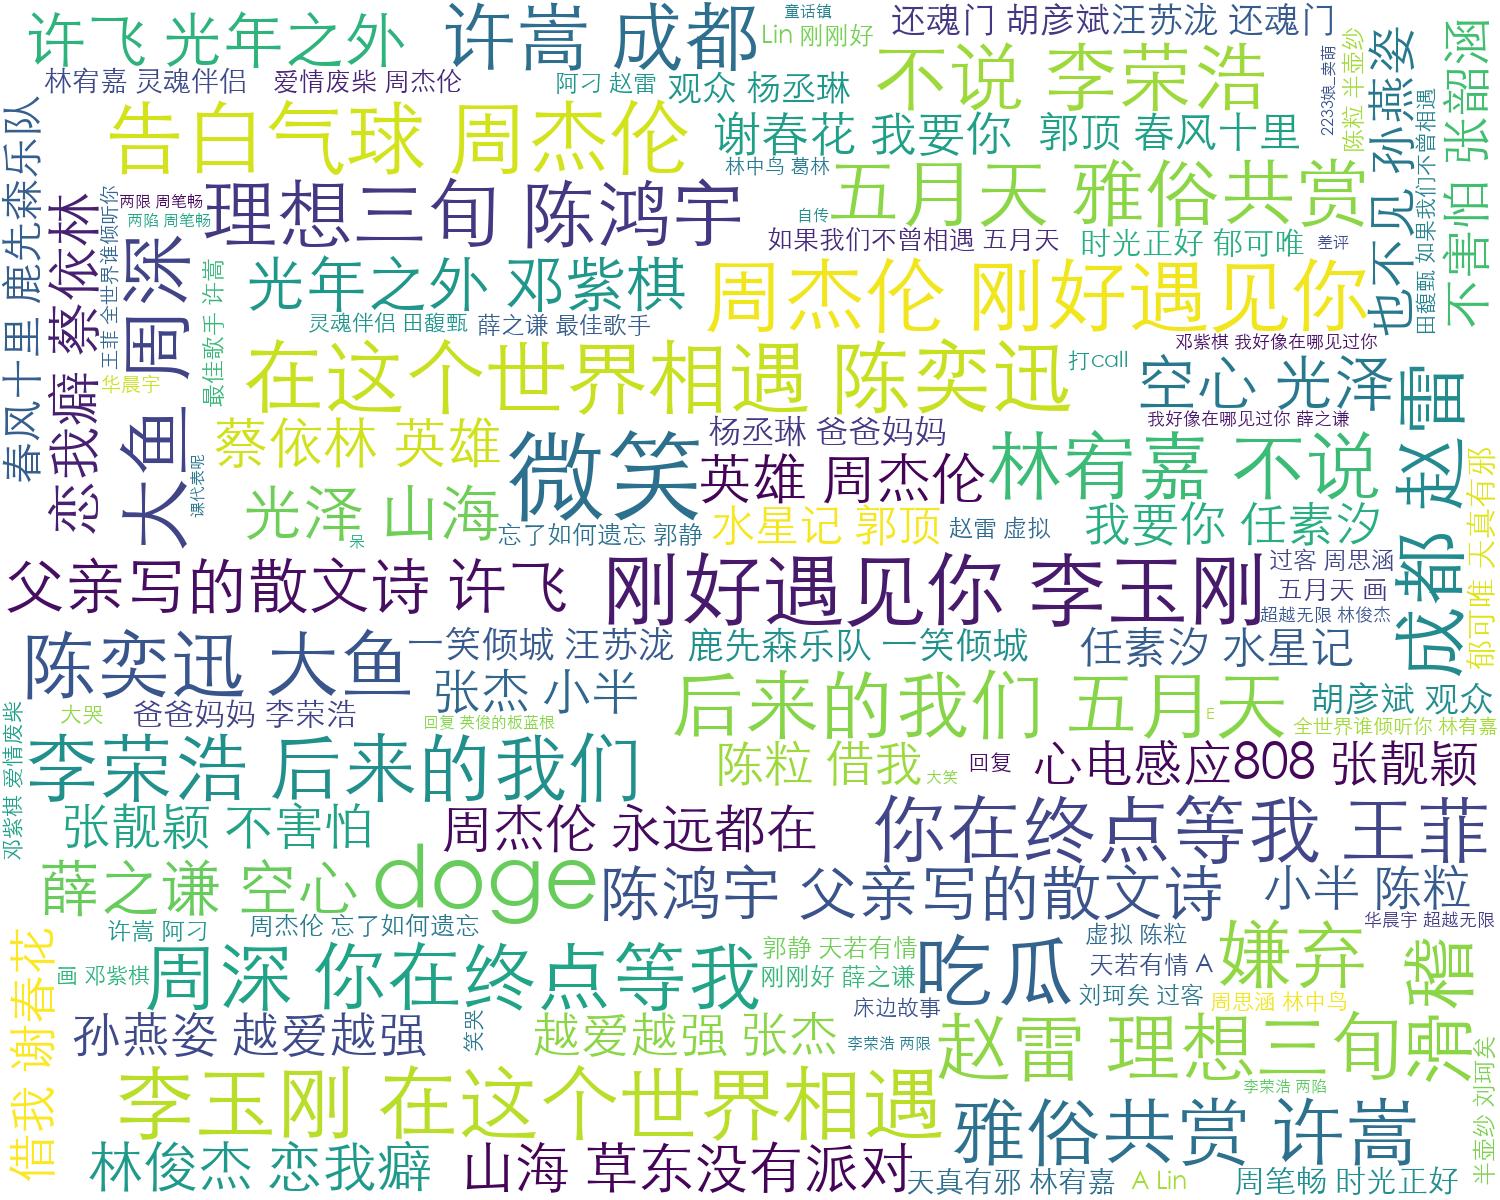 许飞 光年之外
许嵩 成都
童话镇
Lin 刚刚好
还魂门 胡彦斌
汪苏泷 还魂门
林宥嘉 灵魂伴侣
爱情废柴 周杰伦
阿刁 赵雷
观众 杨丞琳
不说 李荣浩
2233娘 卖萌
陈粒 半壶纱
也不见 孙燕姿
不害怕 张韶涵
告白气球 周杰伦
谢春花 我要你
郭顶 春风十里
田馥甄 如果我们不曾相遇
春风十里 鹿先森乐队
恋我癖 蔡依林
王菲 全世界谁倾听你
两限 周笔畅
两陷 周笔畅
理想三旬 陈鸿宇
林中鸟 葛林
五月天 雅俗共赏
自传
如果我们不曾相遇 五月天
时光正好 郁可唯
差评
大鱼 周深
最佳歌手 许嵩
光年之外 邓紫棋
周杰伦 刚好遇见你
灵魂伴侣 田馥甄
薛之谦 最佳歌手
邓紫棋 我好像在哪见过你
在这个世界相遇 陈奕迅
打call
空心 光泽
华晨宇
成都 赵雷
我好像在哪见过你 薛之谦
蔡依林 英雄
微笑
杨丞琳 爸爸妈妈
英雄 周杰伦
林宥嘉 不说
郁可唯 天真有邪
课代表呢
光泽 山海
呆
忘了如何遗忘 郭静
水星记 郭顶
赵雷 虚拟
我要你 任素汐
父亲写的散文诗 许飞
刚好遇见你 李玉刚
过客 周思涵
五月天 画
超越无限 林俊杰
陈奕迅 大鱼
一笑倾城 汪苏泷
鹿先森乐队 一笑倾城
任素汐 水星记
张杰 小半
后来的我们 五月天
E
胡彦斌 观众
全世界谁倾听你 林宥嘉
邓紫棋 爱情废柴
大哭
爸爸妈妈 李荣浩
回复 英俊的板蓝根
李荣浩 后来的我们
陈粒 借我
大笑
回复
心电感应808 张靓颖
张靓颖 不害怕
周杰伦 永远都在
你在终点等我 王菲
薛之谦 空心
doge
陈鸿宇 父亲写的散文诗
小半 陈粒
华晨宇 超越无限
许嵩 阿刁
周杰伦 忘了如何遗忘
借我 谢春花
画 邓紫棋
周深 你在终点等我
郭静 天若有情
刚刚好 薛之谦
吃瓜
虚拟 陈粒
天若有情 A
刘珂矣 过客
嫌弃
滑稽
床边故事
周思涵 林中鸟
孙燕姿 越爱越强
笑哭
越爱越强 张杰
李荣浩 两限
赵雷 理想三旬
半壶纱 刘珂矣
李荣浩 两陷
李玉刚 在这个世界相遇
雅俗共赏 许嵩
林俊杰 恋我癖
山海 草东没有派对
天真有邪 林宥嘉
A Lin
周笔畅 时光正好